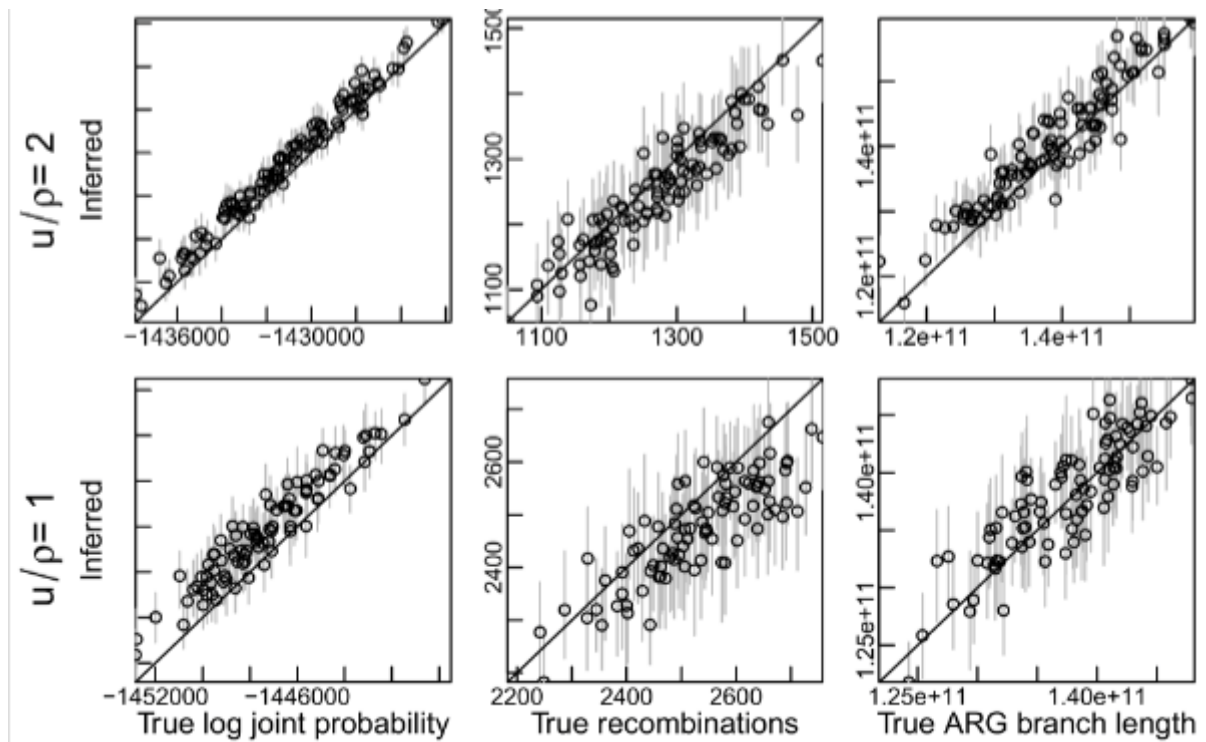 u/ρ= 2
Inferred
1100 1300 1500
1.2e+11 1.4e+11
−1436000 −1430000
1100 1300 1500
1.2e+11 1.4e+11
u/ρ= 1
Inferred
2400 2600
1.25e+11 1.40e+11
−1452000 −1446000
2200 2400 2600
1.25e+11 1.40e+11
True log joint probability
True recombinations
True ARG branch length